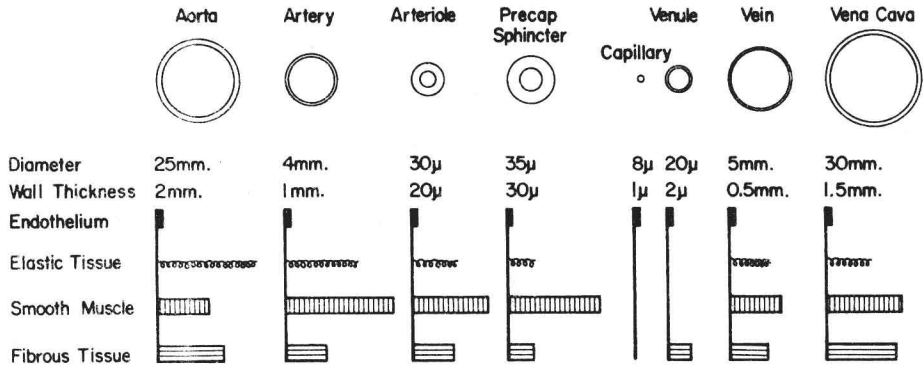 Aorta Artery Arteriole Precap Sphincter Capillary Venule Vein Vena Cava
Diameter 25mm. 4mm. 30μ 35μ 8μ 20μ 5mm. 30mm.
Wall Thickness 2mm. 1mm. 20μ 30μ 1μ 2μ 0.5mm. 1.5mm.
Endothelium
Elastic Tissue
Smooth Muscle
Fibrous Tissue